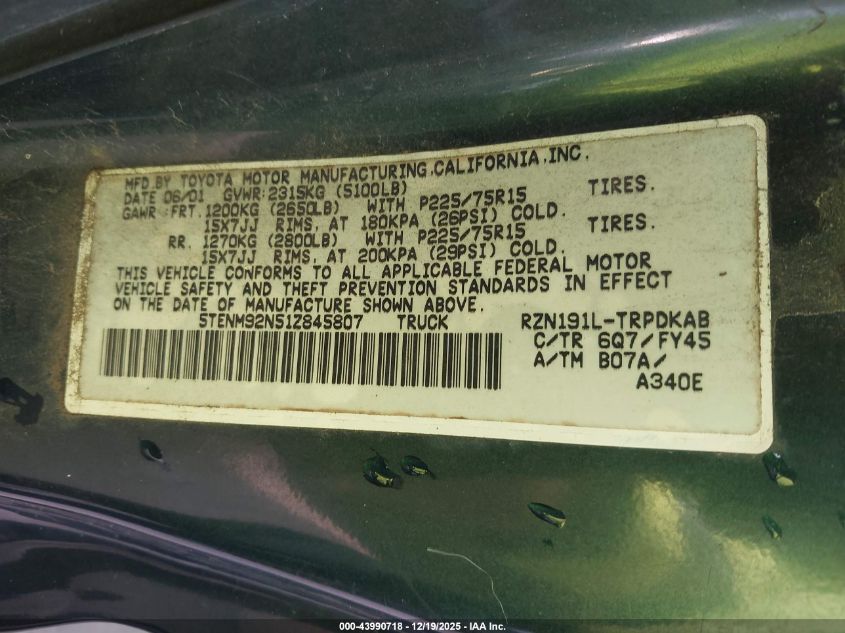 MFD.BY TOYOTA MOTOR MANUFACTURING.CALIFORNIA.INC.
DATE 06/01 GVWR:2315KG (5100LB)
GAWR:FRT.1200KG (2650LB) WITH P225/75R15 TIRES.
15X7JJ RIMS, AT 180KPA (26PSI) COLD.
RR. 1270KG (2800LB) WITH P225/75R15 TIRES.
15X7JJ RIMS, AT 200KPA (29PSI) COLD.
THIS VEHICLE CONFORMS TO ALL APPLICABLE FEDERAL MOTOR
VEHICLE SAFETY AND THEFT PREVENTION STANDARDS IN EFFECT
ON THE DATE OF MANUFACTURE SHOWN ABOVE.
5TENM92N51Z845807 TRUCK RZN191L-TRPDKAB
C/TR 6Q7/FY45
A/TM B07A/
A340E
000-43990718 - 12/19/2025 - IAA Inc.